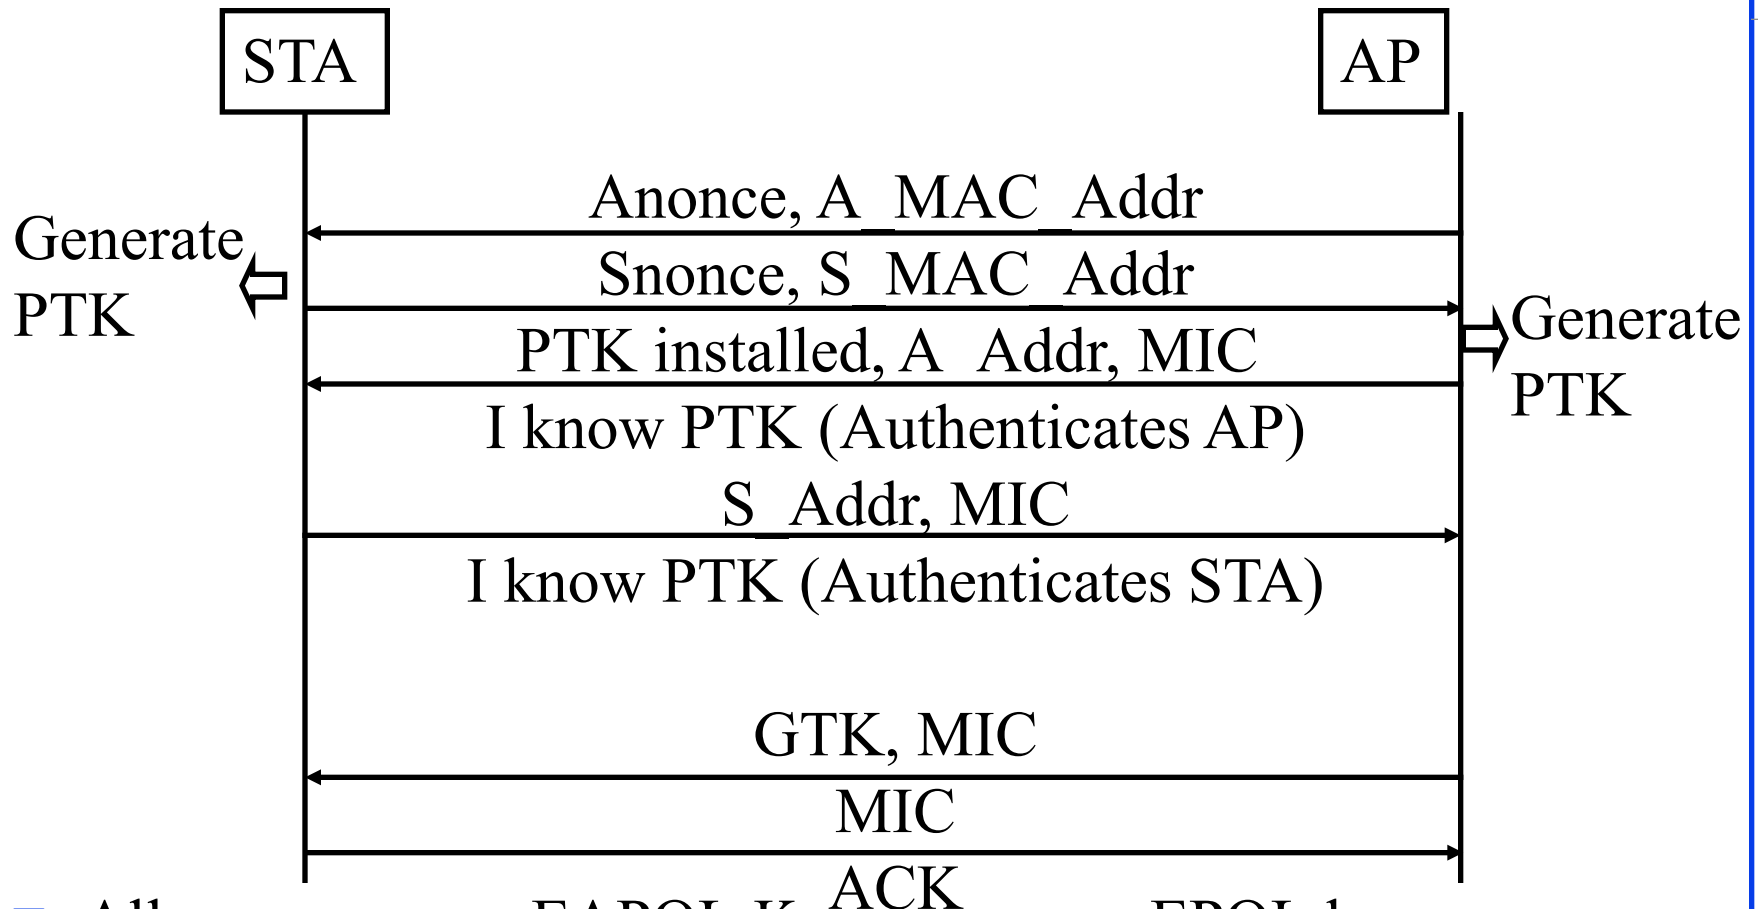 STA
AP
Anonce, A_MAC_Addr
Generate
PTK
Snonce, S_MAC_Addr
Generate
PTK
PTK installed, A Addr, MIC
I know PTK (Authenticates AP)
S_Addr, MIC
I know PTK (Authenticates STA)
GTK, MIC
MIC
ACK